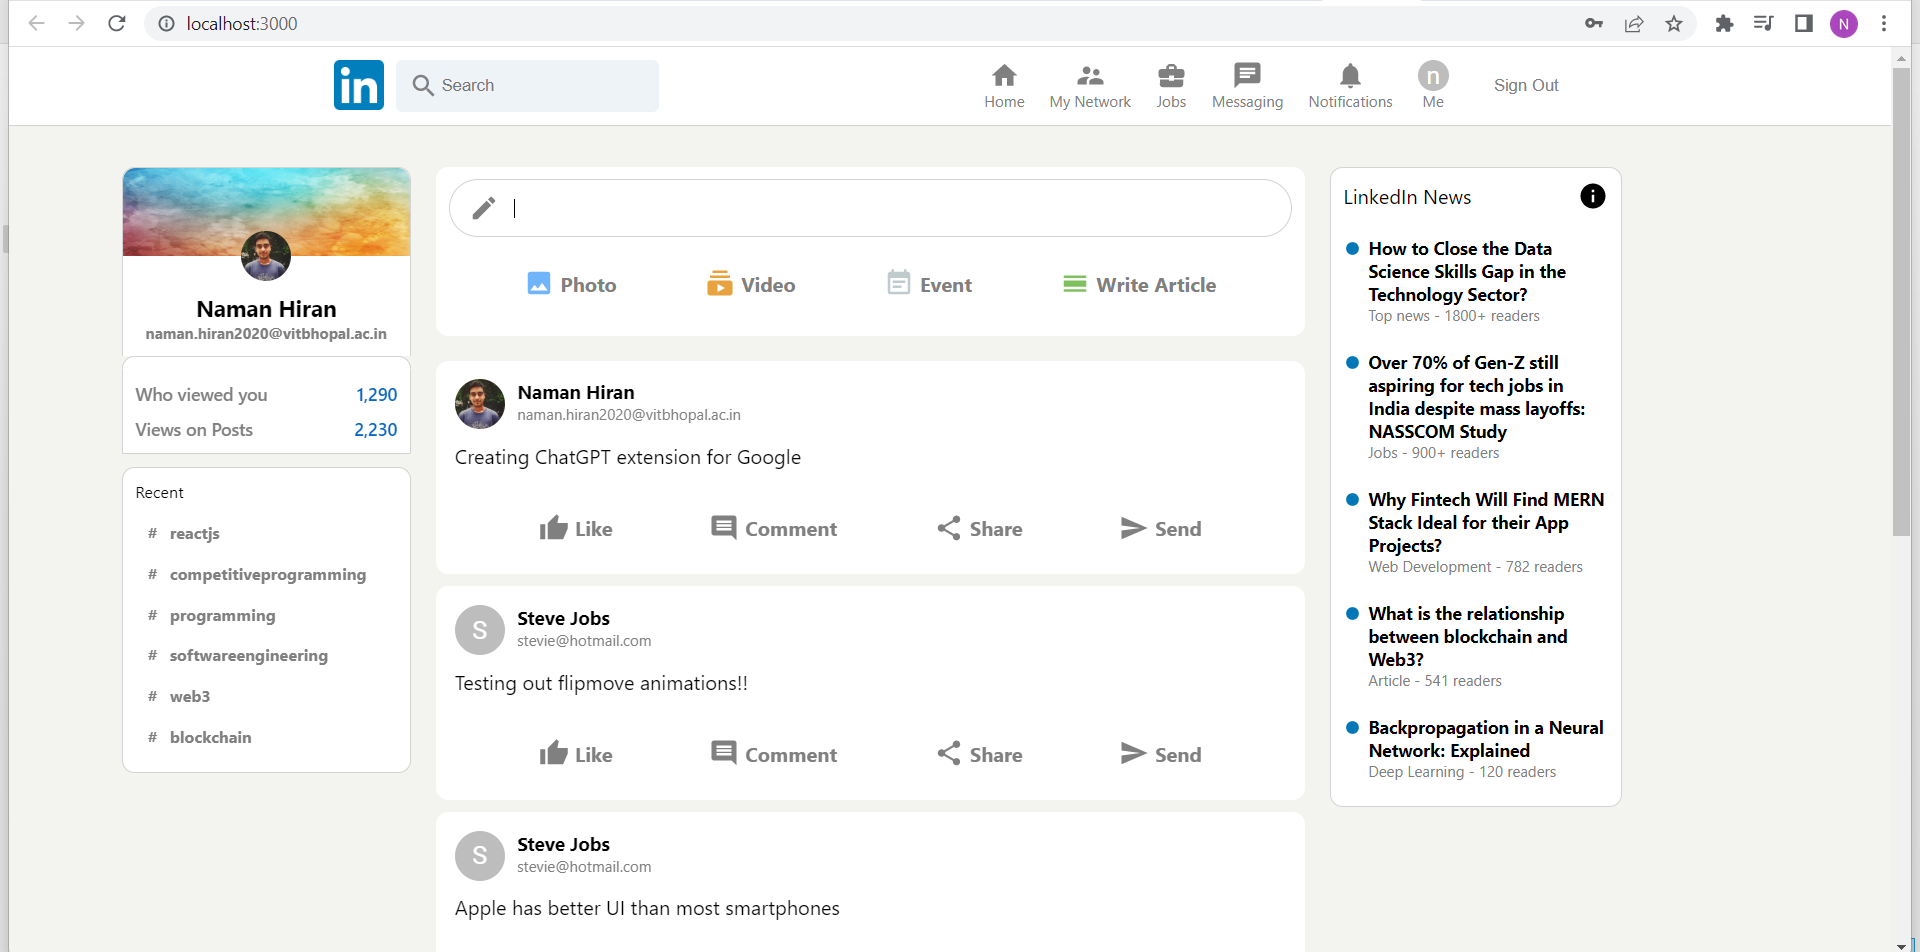 localhost:3000
N
in
Search
Home
My Network
Jobs
Messaging
Notifications
n
Me
Sign Out
Naman Hiran
naman.hiran2020@vitbhopal.ac.in
Who viewed you 1,290
Views on Posts 2,230
Recent
# reactjs
# competitiveprogramming
# programming
# softwareengineering
# web3
# blockchain
Photo Video Event Write Article
Naman Hiran
naman.hiran2020@vitbhopal.ac.in
Creating ChatGPT extension for Google
Like Comment Share Send
S
Steve Jobs
stevie@hotmail.com
Testing out flipmove animations!!
Like Comment Share Send
S
Steve Jobs
stevie@hotmail.com
Apple has better UI than most smartphones
LinkedIn News
How to Close the Data
Science Skills Gap in the
Technology Sector?
Top news - 1800+ readers
Over 70% of Gen-Z still
aspiring for tech jobs in
India despite mass layoffs:
NASSCOM Study
Jobs - 900+ readers
Why Fintech Will Find MERN
Stack Ideal for their App
Projects?
Web Development - 782 readers
What is the relationship
between blockchain and
Web3?
Article - 541 readers
Backpropagation in a Neural
Network: Explained
Deep Learning - 120 readers